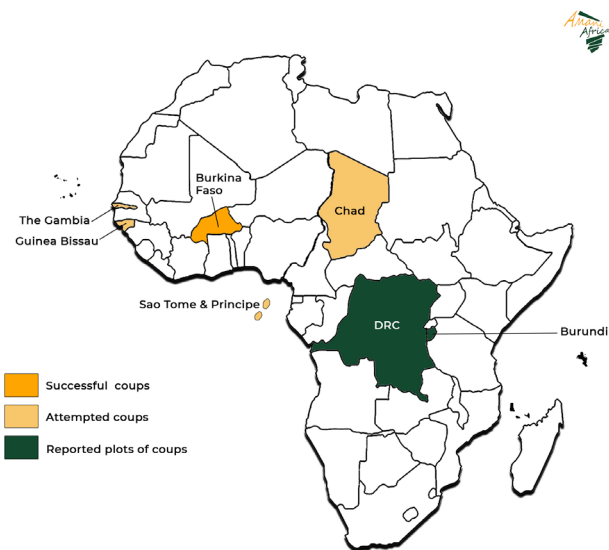 Amani
Africa
Burkina
Faso
Chad
The Gambia
Guinea Bissau
Sao Tome & Principe
DRC
Burundi
Successful coups
Attempted coups
Reported plots of coups